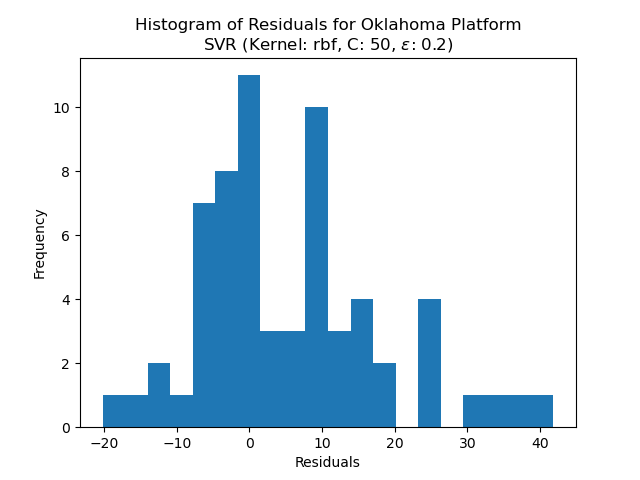 Histogram of Residuals for Oklahoma Platform
SVR (Kernel: rbf, C: 50, ε: 0.2)
10
8
6
4
2
0
Frequency
−20 −10 0 10 20 30 40
Residuals